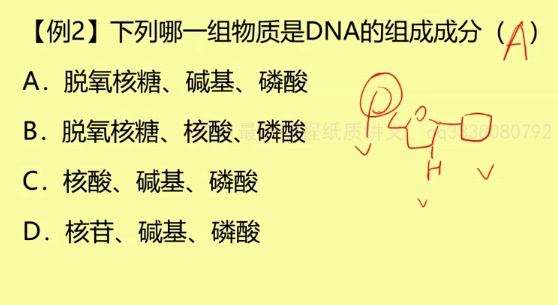 【例2】下列哪一组物质是DNA的组成成分（A）
A．脱氧核糖、碱基、磷酸
B．脱氧核糖、核酸、磷酸
C．核酸、碱基、磷酸
D．核苷、碱基、磷酸
P
O
H